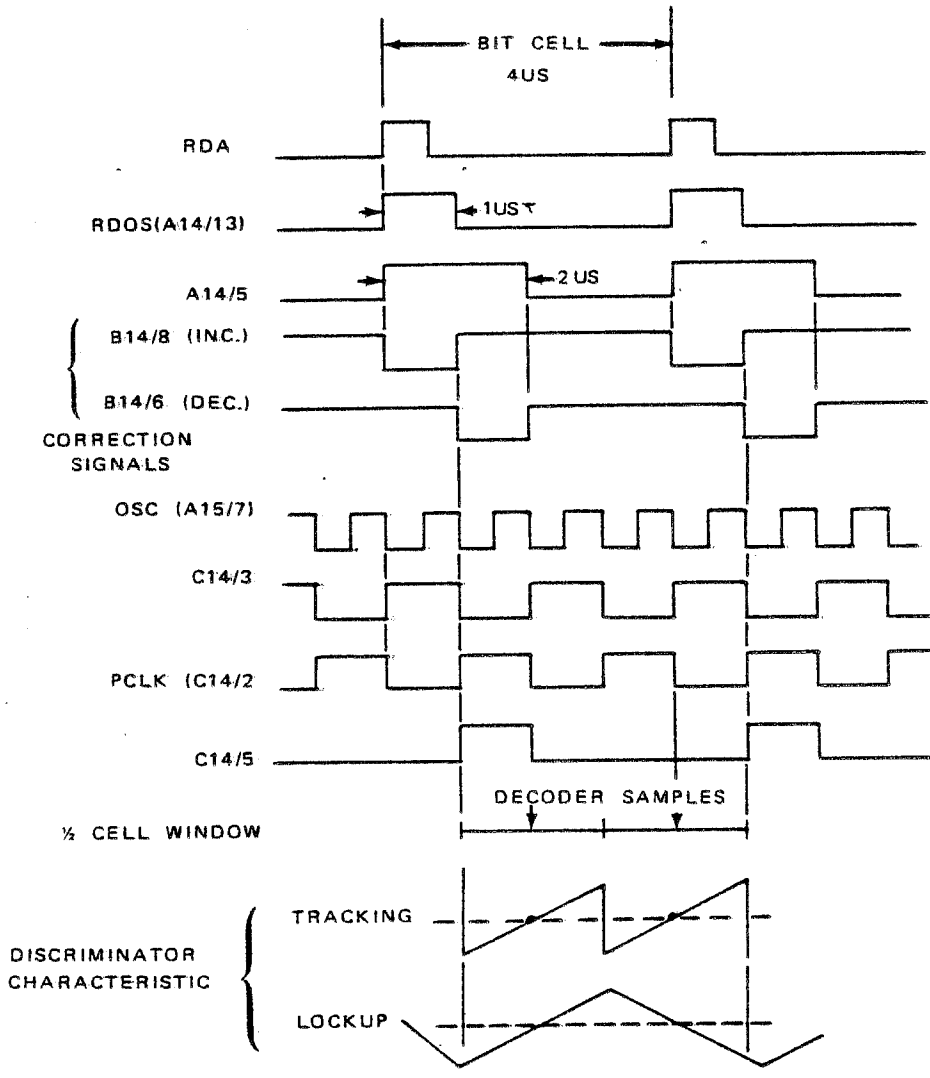 BIT CELL
4US
RDA
RDOS(A14/13)
1US
A14/5
2US
B14/8 (INC.)
B14/6 (DEC.)
CORRECTION
SIGNALS
OSC (A15/7)
C14/3
PCLK (C14/2
C14/5
DECODER SAMPLES
½ CELL WINDOW
TRACKING
DISCRIMINATOR
CHARACTERISTIC
LOCKUP